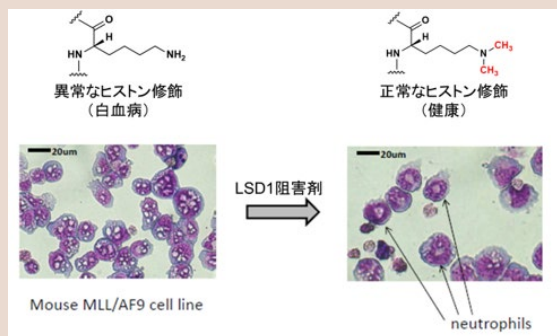 O
H
HN
NH2
異常なヒストン修飾
（白血病）
O
H
HN
N
CH3
CH3
正常なヒストン修飾
（健康）
20um
Mouse MLL/AF9 cell line
LSD1阻害剤
20um
neutrophils